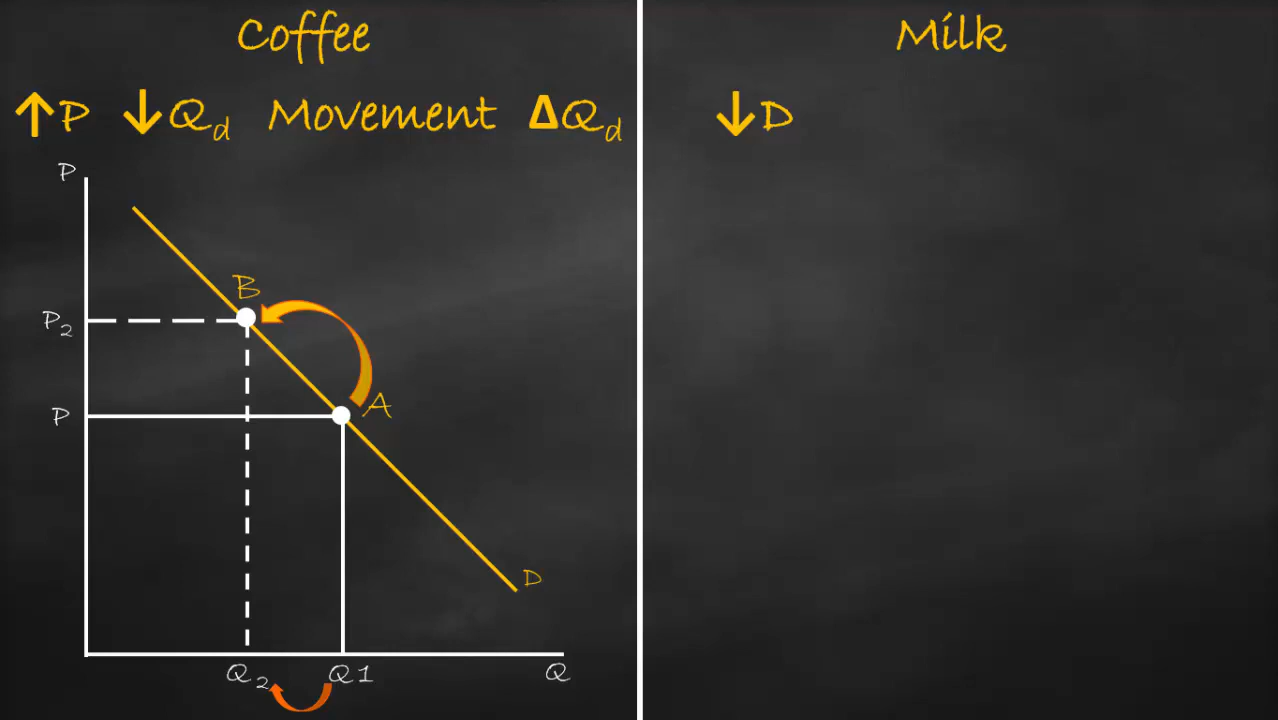 Coffee
↑P ↓Qd Movement ΔQd
P
B
P2
A
P
D
Q2 Q1 Q
Milk
↓D